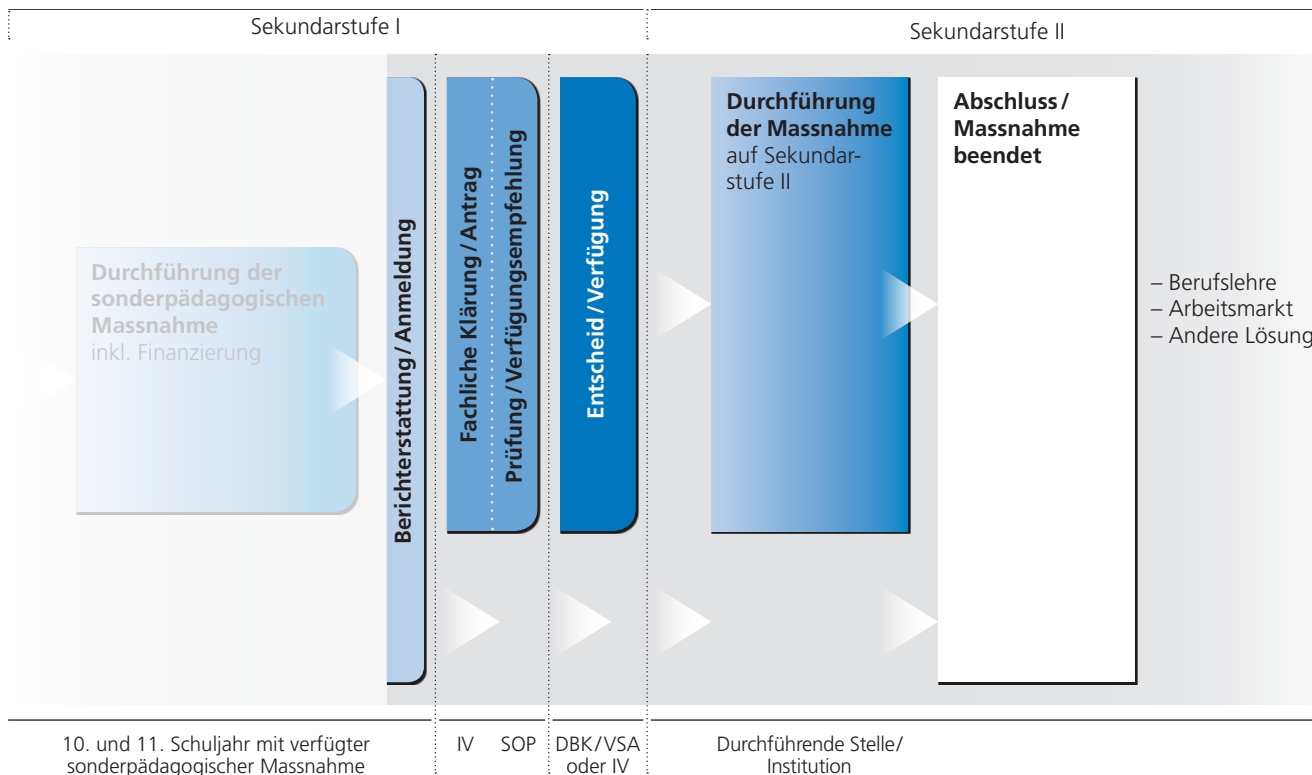 Sekundarstufe I
Sekundarstufe II
Durchführung der
sonderpädagogischen
Massnahme
inkl. Finanzierung
Berichterstattung / Anmeldung
Fachliche Klärung / Antrag
Prüfung / Verfügungsempfehlung
Entscheid / Verfügung
Durchführung
der Massnahme
auf Sekundar-
stufe II
Abschluss /
Massnahme
beendet
– Berufslehre
– Arbeitsmarkt
– Andere Lösung
10. und 11. Schuljahr mit verfügter
sonderpädagogischer Massnahme
IV
SOP
DBK / VSA
oder IV
Durchführende Stelle /
Institution